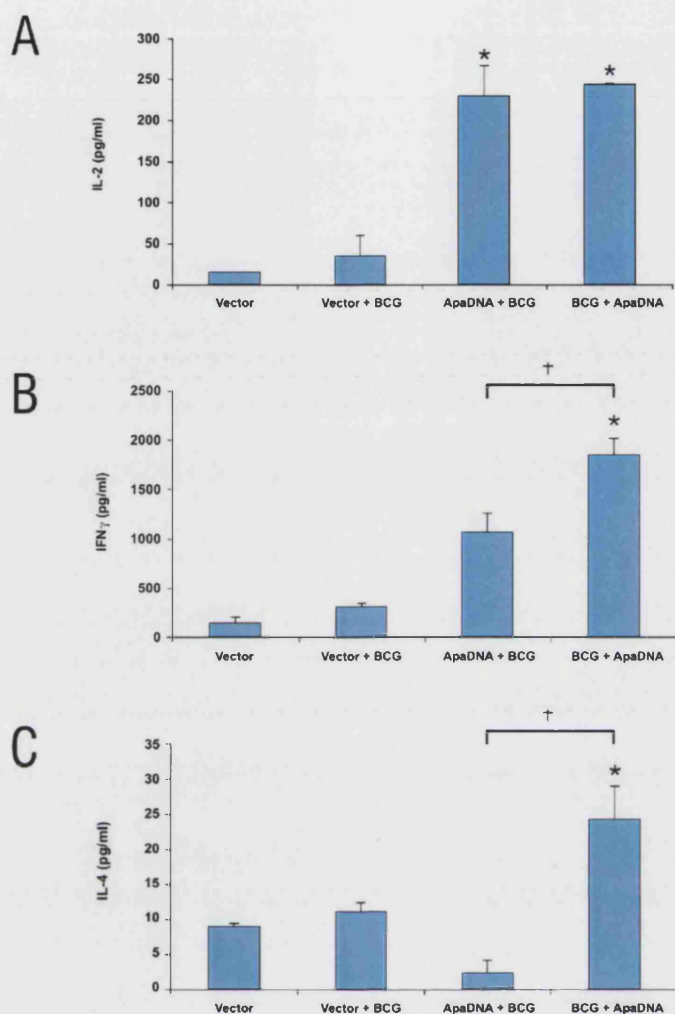 A
300
250
200
150
100
50
0
IL-2 (pg/ml)
*
*
Vector
Vector + BCG
ApaDNA + BCG
BCG + ApaDNA
B
2500
2000
1500
1000
500
0
IFNγ (pg/ml)
†
*
Vector
Vector + BCG
ApaDNA + BCG
BCG + ApaDNA
C
35
30
25
20
15
10
5
0
IL-4 (pg/ml)
†
*
Vector
Vector + BCG
ApaDNA + BCG
BCG + ApaDNA